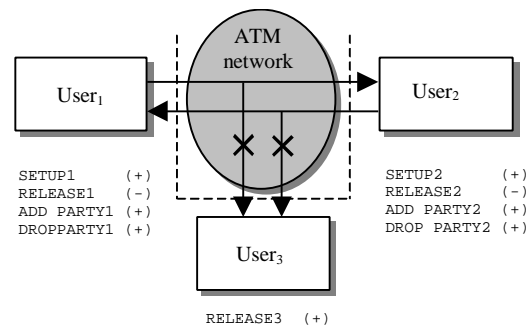 ATM
network
User1
User2
SETUP1 (+)
RELEASE1 (-)
ADD PARTY1 (+)
DROPPARTY1 (+)
SETUP2 (+)
RELEASE2 (-)
ADD PARTY2 (+)
DROP PARTY2 (+)
User3
RELEASE3 (+)